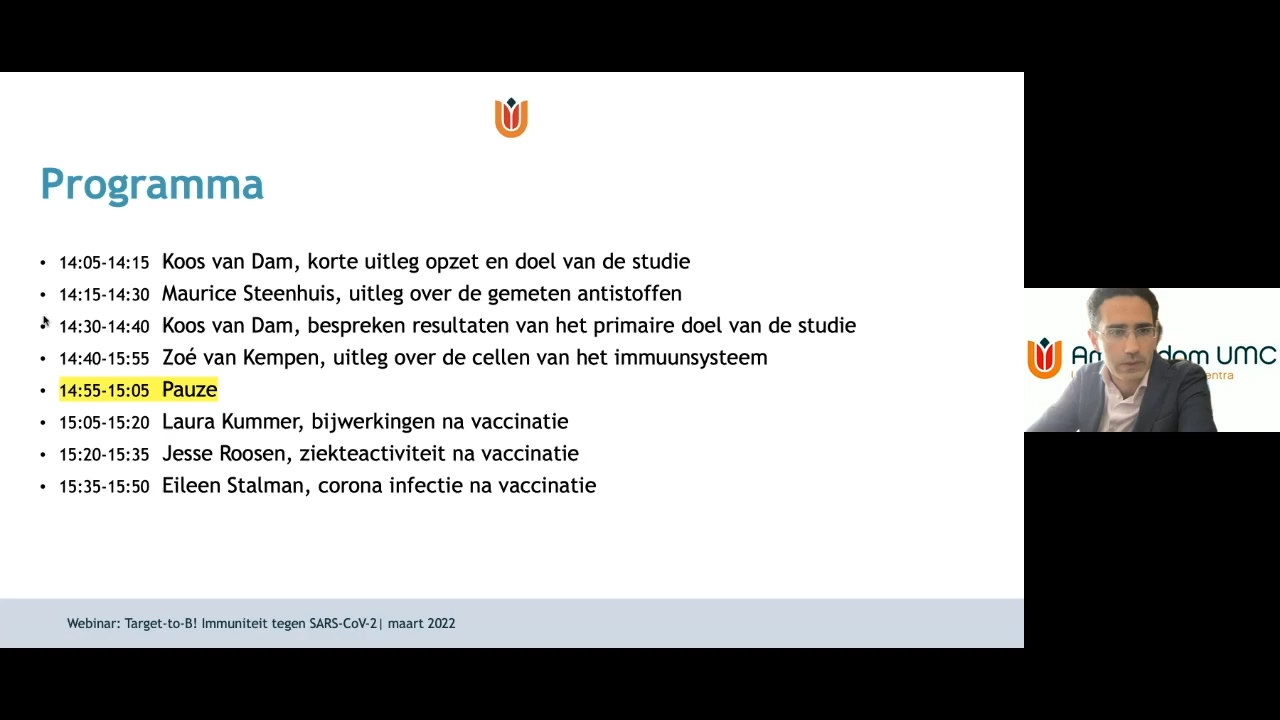 Programma
• 14:05-14:15 Koos van Dam, korte uitleg opzet en doel van de studie
• 14:15-14:30 Maurice Steenhuis, uitleg over de gemeten antistoffen
• 14:30-14:40 Koos van Dam, bespreken resultaten van het primaire doel van de studie
• 14:40-15:55 Zoé van Kempen, uitleg over de cellen van het immuunsysteem
• 14:55-15:05 Pauze
• 15:05-15:20 Laura Kummer, bijwerkingen na vaccinatie
• 15:20-15:35 Jesse Roosen, ziekteactiviteit na vaccinatie
• 15:35-15:50 Eileen Stalman, corona infectie na vaccinatie
Webinar: Target-to-B! Immuniteit tegen SARS-CoV-2| maart 2022
UMC